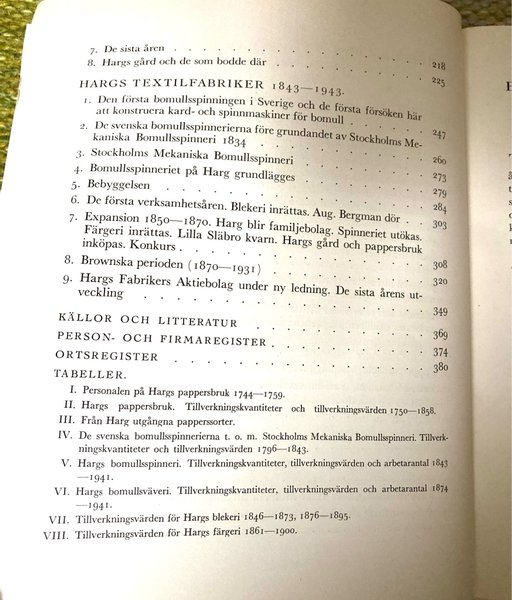 7. De sista åren 218
8. Hargs gård och de som bodde där 225
HARGS TEXTILFABRIKER 1843—1943.
1. Den första bomullsspinningen i Sverige och de första försöken här
att konstruera kard- och spinnmaskiner för bomull 247
2. De svenska bomullsspinnerierna före grundandet av Stockholms Me-
kaniska Bomullsspinneri 1834 260
3. Stockholms Mekaniska Bomullsspinneri 273
4. Bomullsspinneriet på Harg grundlägges 279
5. Bebyggelsen 284
6. De första verksamhetsåren. Blekeri inrättas. Aug. Bergman dör 303
7. Expansion 1850—1870. Harg blir familjebolag. Spinneriet utökas.
Färgeri inrättas. Lilla Släbro kvarn. Hargs gård och pappersbruk
inköpas. Konkurs 308
8. Brownska perioden (1870—1931) 320
9. Hargs Fabrikers Aktiebolag under ny ledning. De sista årens ut-
veckling 349
KÄLLOR OCH LITTERATUR 369
PERSON- OCH FIRMAREGISTER 374
ORTSREGISTER 380
TABELLER.
I. Personalen på Hargs pappersbruk 1744—1759.
II. Hargs pappersbruk. Tillverkningskvantiteter och tillverkningsvärden 1750—1858.
III. Från Harg utgångna papperssorter.
IV. De svenska bomullsspinnerierna t. o. m. Stockholms Mekaniska Bomullsspinneri. Tillverk-
ningskvantiteter och tillverkningsvärden 1796—1843.
V. Hargs bomullsspinneri. Tillverkningskvantiteter, tillverkningsvärden och arbetarantal 1843
—1941.
VI. Hargs bomullsväveri. Tillverkningskvantiteter, tillverkningsvärden och arbetarantal 1874
—1941.
VII. Tillverkningsvärden för Hargs blekeri 1846—1873, 1876—1895.
VIII. Tillverkningsvärden för Hargs färgeri 1861—1900.